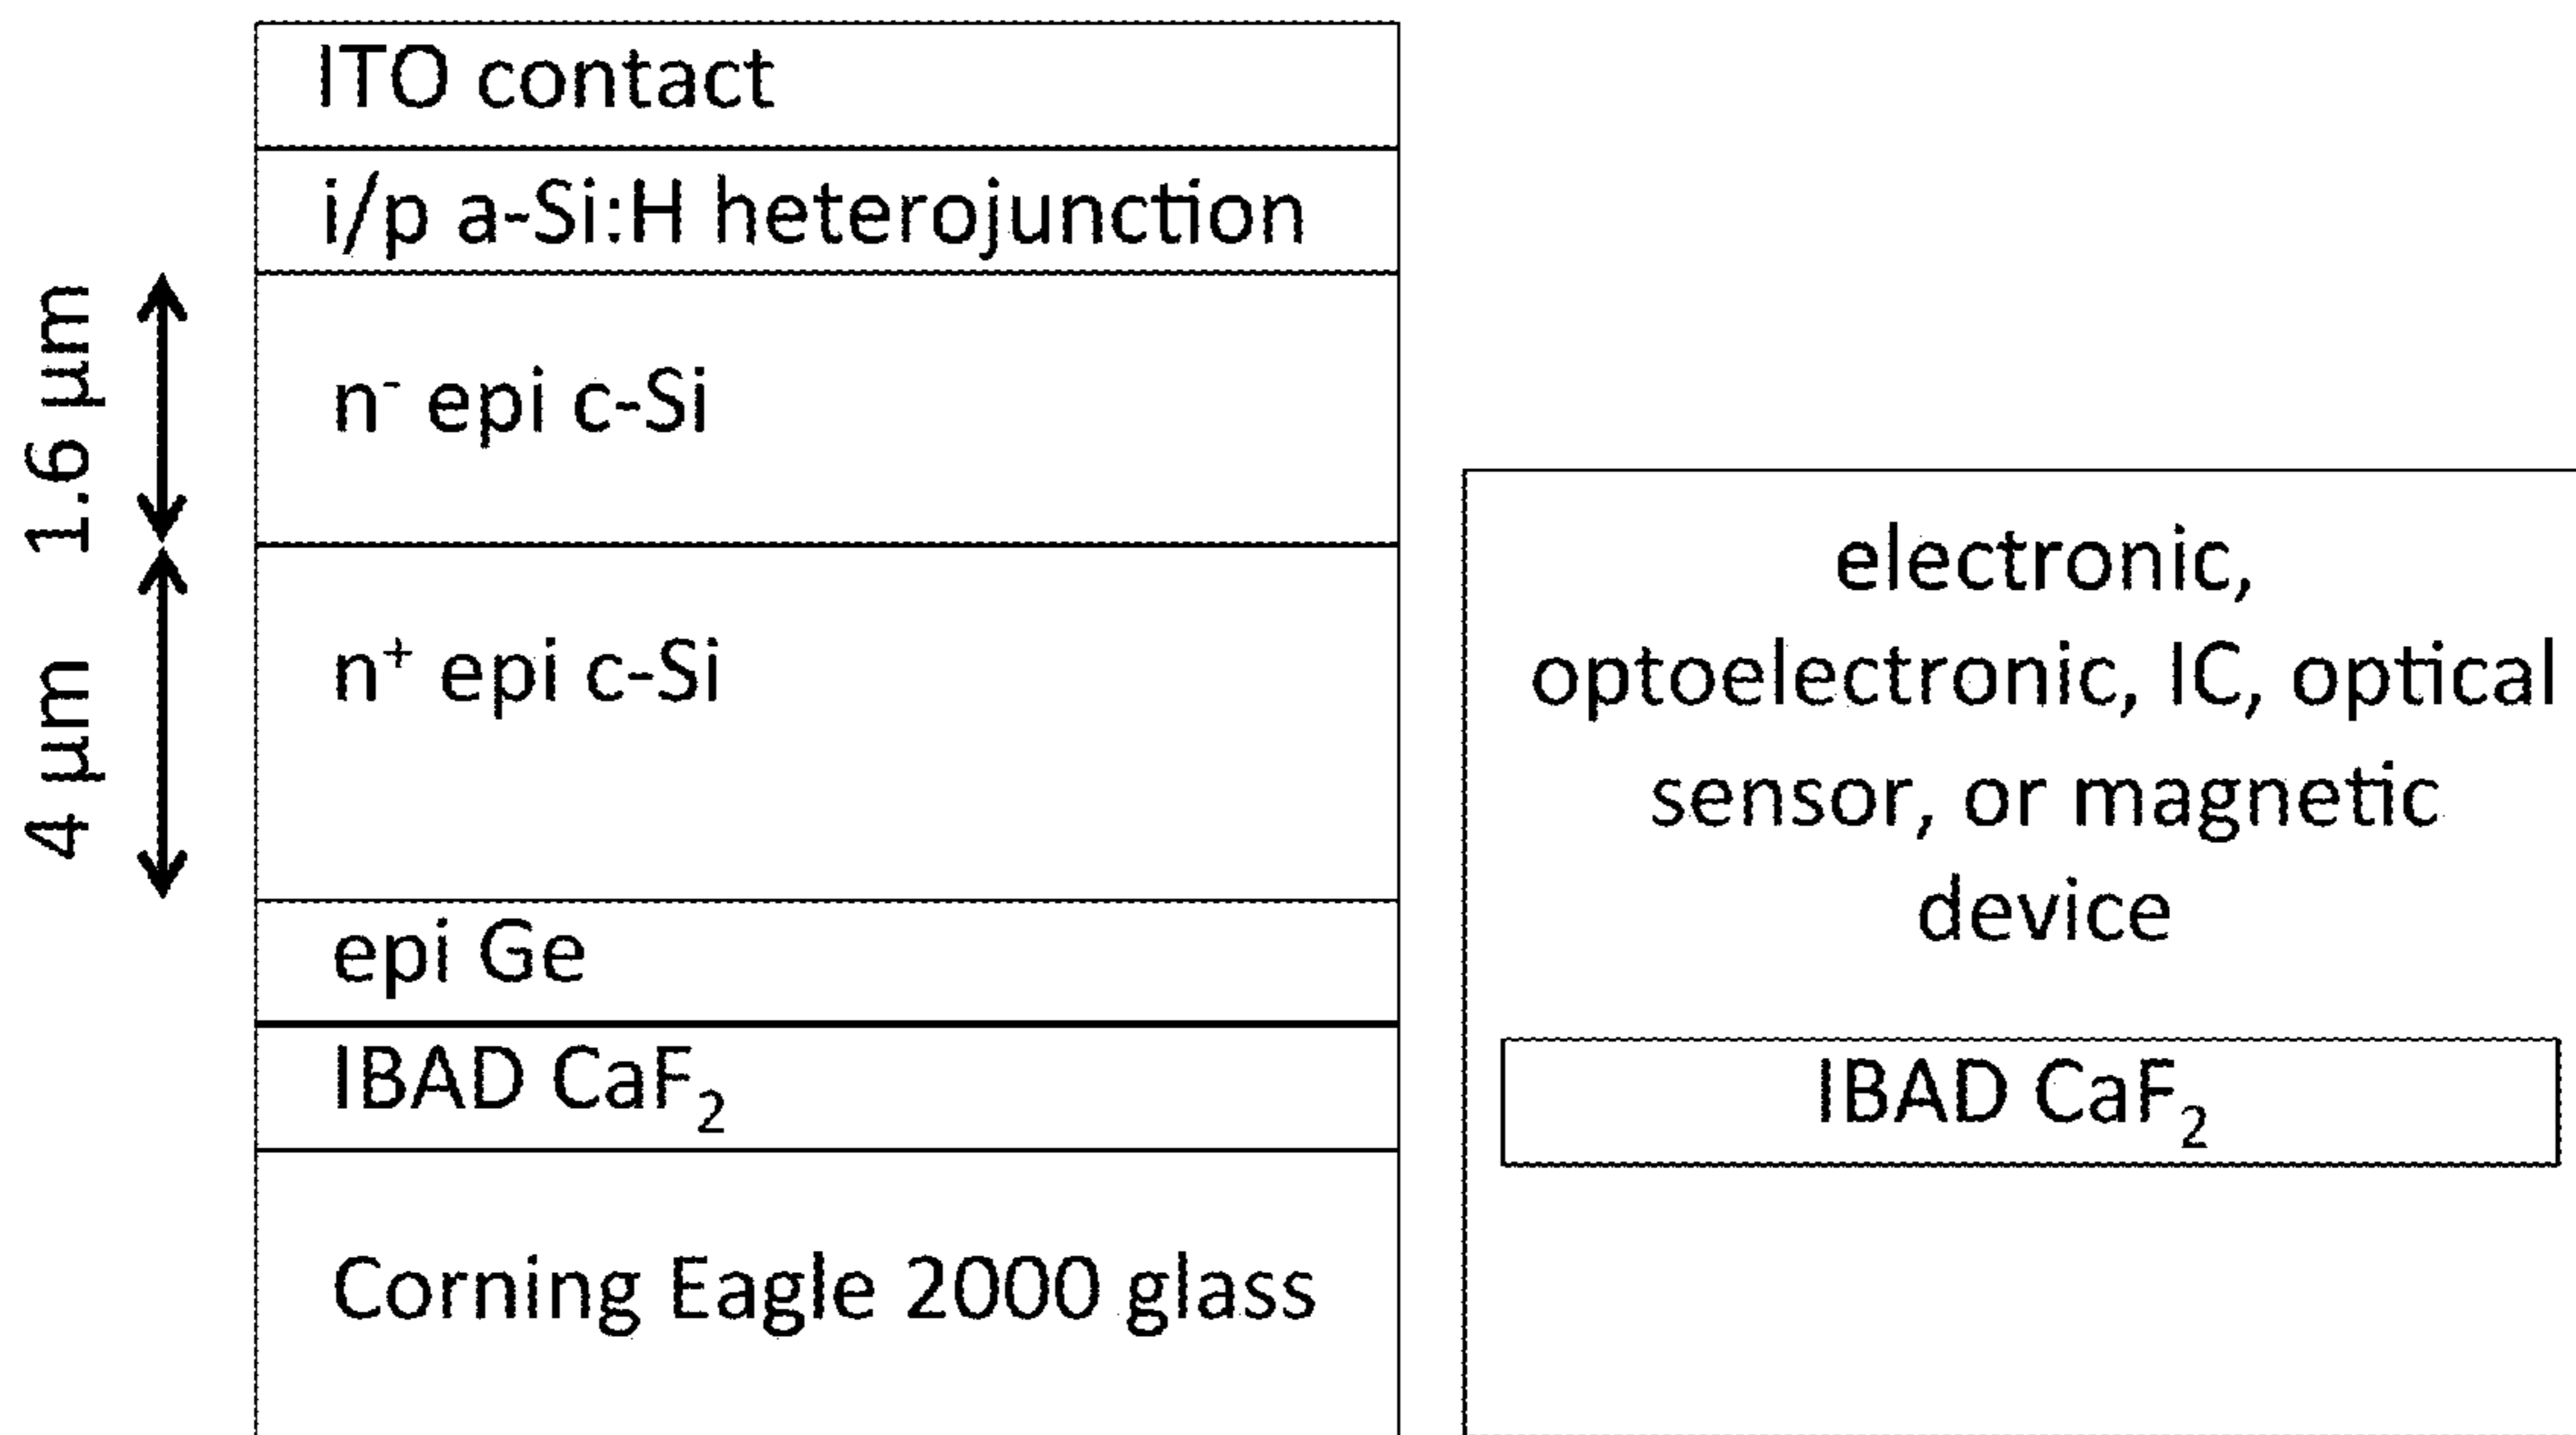 ITO contact
i/p a-Si:H heterojunction
1.6 µm
n⁻ epi c-Si
4 µm
n⁺ epi c-Si
epi Ge
IBAD CaF₂
Corning Eagle 2000 glass
electronic,
optoelectronic, IC, optical
sensor, or magnetic
device
IBAD CaF₂